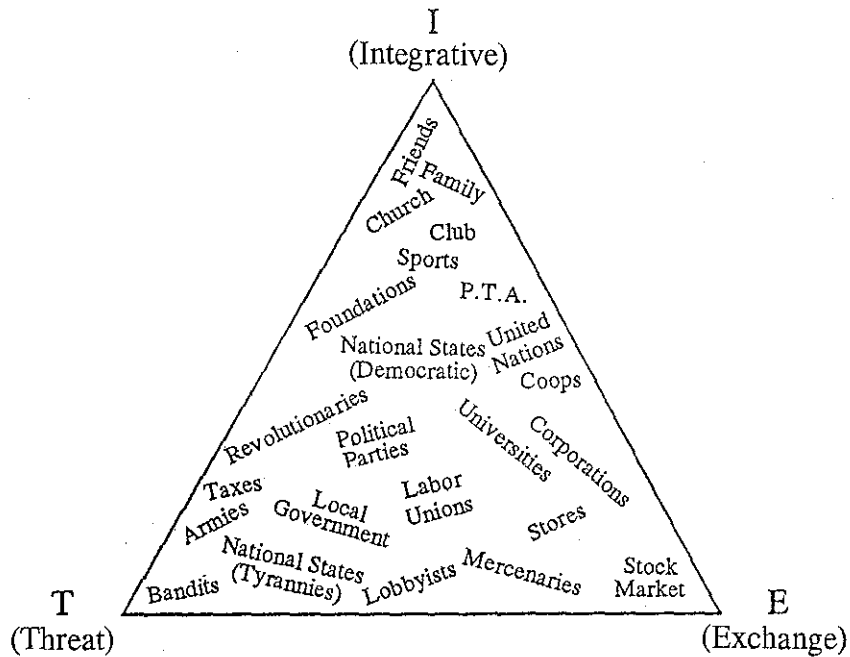 I
(Integrative)
Friends
Family
Church
Club
Sports
P.T.A.
Foundations
United
Nations
National States
(Democratic)
Coops
Revolutionaries
Political
Parties
Universities
Corporations
Taxes
Armies
Local
Government
Labor
Unions
Stores
National States
(Tyrannies)
Bandits
Lobbyists
Mercenaries
Stock
Market
T
(Threat)
E
(Exchange)